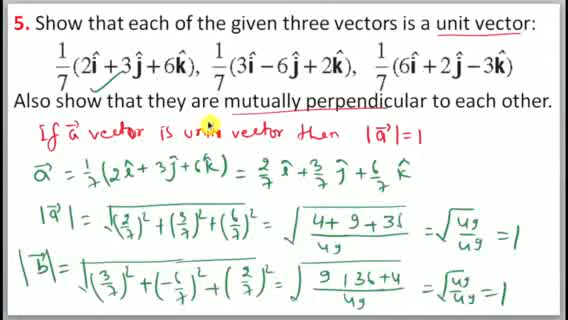 5. Show that each of the given three vectors is a unit vector:
1/7(2î + 3ĵ + 6k̂), 1/7(3î − 6ĵ + 2k̂), 1/7(6î + 2ĵ − 3k̂)
Also show that they are mutually perpendicular to each other.
If a⃗ vector is unit vector then |a⃗| = 1
a⃗ = 1/7(2î + 3ĵ + 6k̂) = 2/7 î + 3/7 ĵ + 6/7 k̂
|a⃗| = √((2/7)² + (3/7)² + (6/7)²) = √((4 + 9 + 36)/49) = √(49/49) = 1
|b⃗| = √((3/7)² + (−6/7)² + (2/7)²) = √((9 + 36 + 4)/49) = √(49/49) = 1